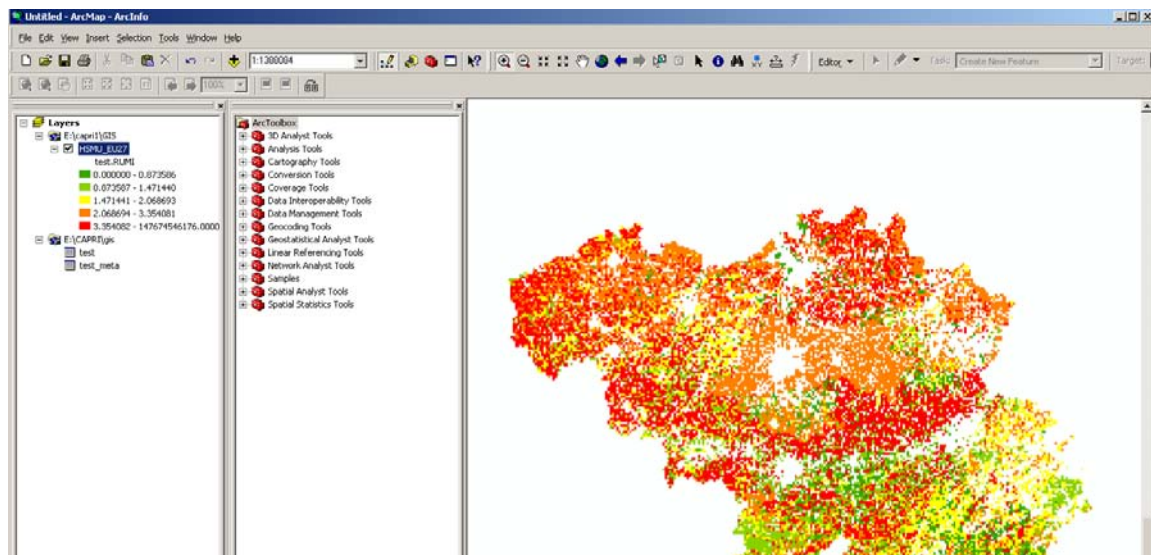 Untitled - ArcMap - ArcInfo
File Edit View Insert Selection Tools Window Help
1:1300004
Editor
Task: Create New Feature
Target:
100%
Layers
E:\capri1\GIS
HSMU_EU27
test.RUMI
0.000000 - 0.873586
0.873587 - 1.471440
1.471441 - 2.068693
2.068694 - 3.354081
3.354082 - 147674546176.0000
E:\CAPRI\gis
test
test_meta
ArcToolbox
3D Analyst Tools
Analysis Tools
Cartography Tools
Conversion Tools
Coverage Tools
Data Interoperability Tools
Data Management Tools
Geocoding Tools
Geostatistical Analyst Tools
Linear Referencing Tools
Network Analyst Tools
Samples
Spatial Analyst Tools
Spatial Statistics Tools